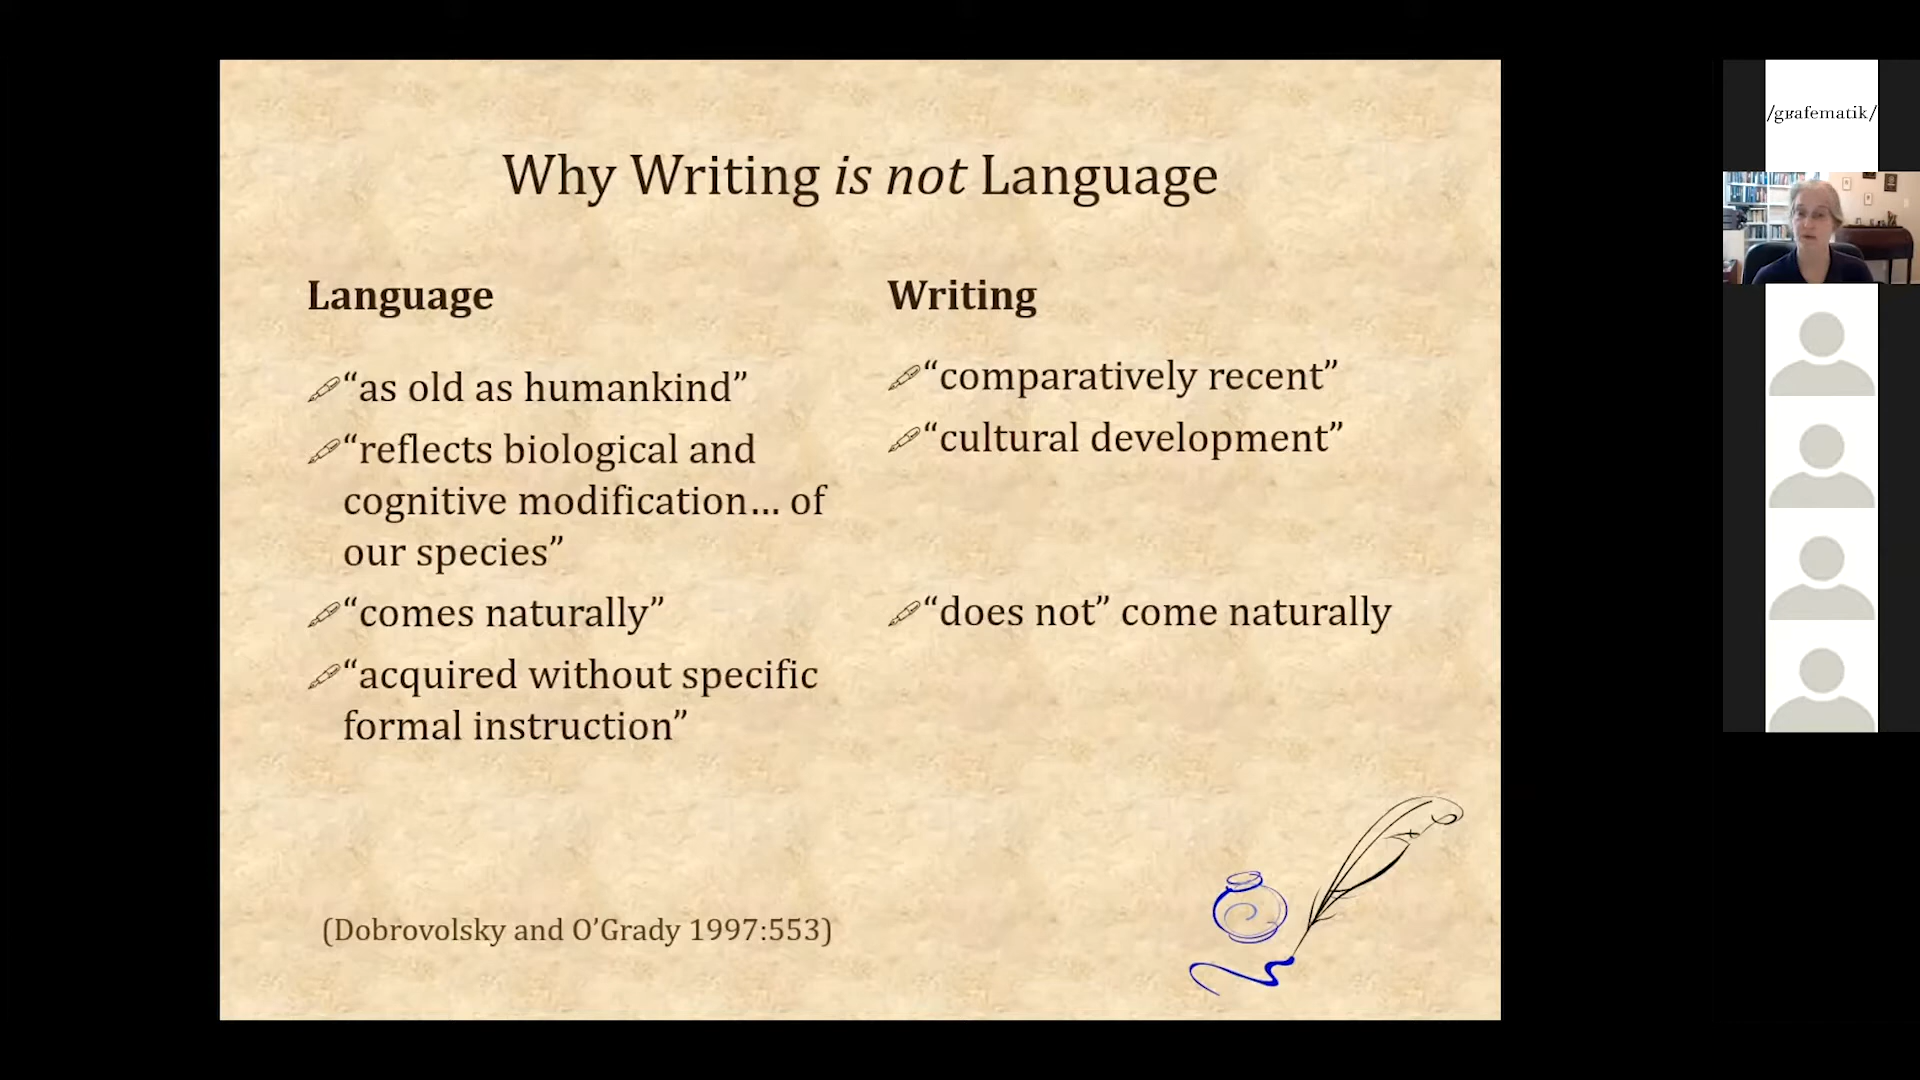 Why Writing is not Language
Language
“as old as humankind”
“reflects biological and
cognitive modification… of
our species”
“comes naturally”
“acquired without specific
formal instruction”
Writing
“comparatively recent”
“cultural development”
“does not” come naturally
(Dobrovolsky and O’Grady 1997:553)
/gʁafematik/